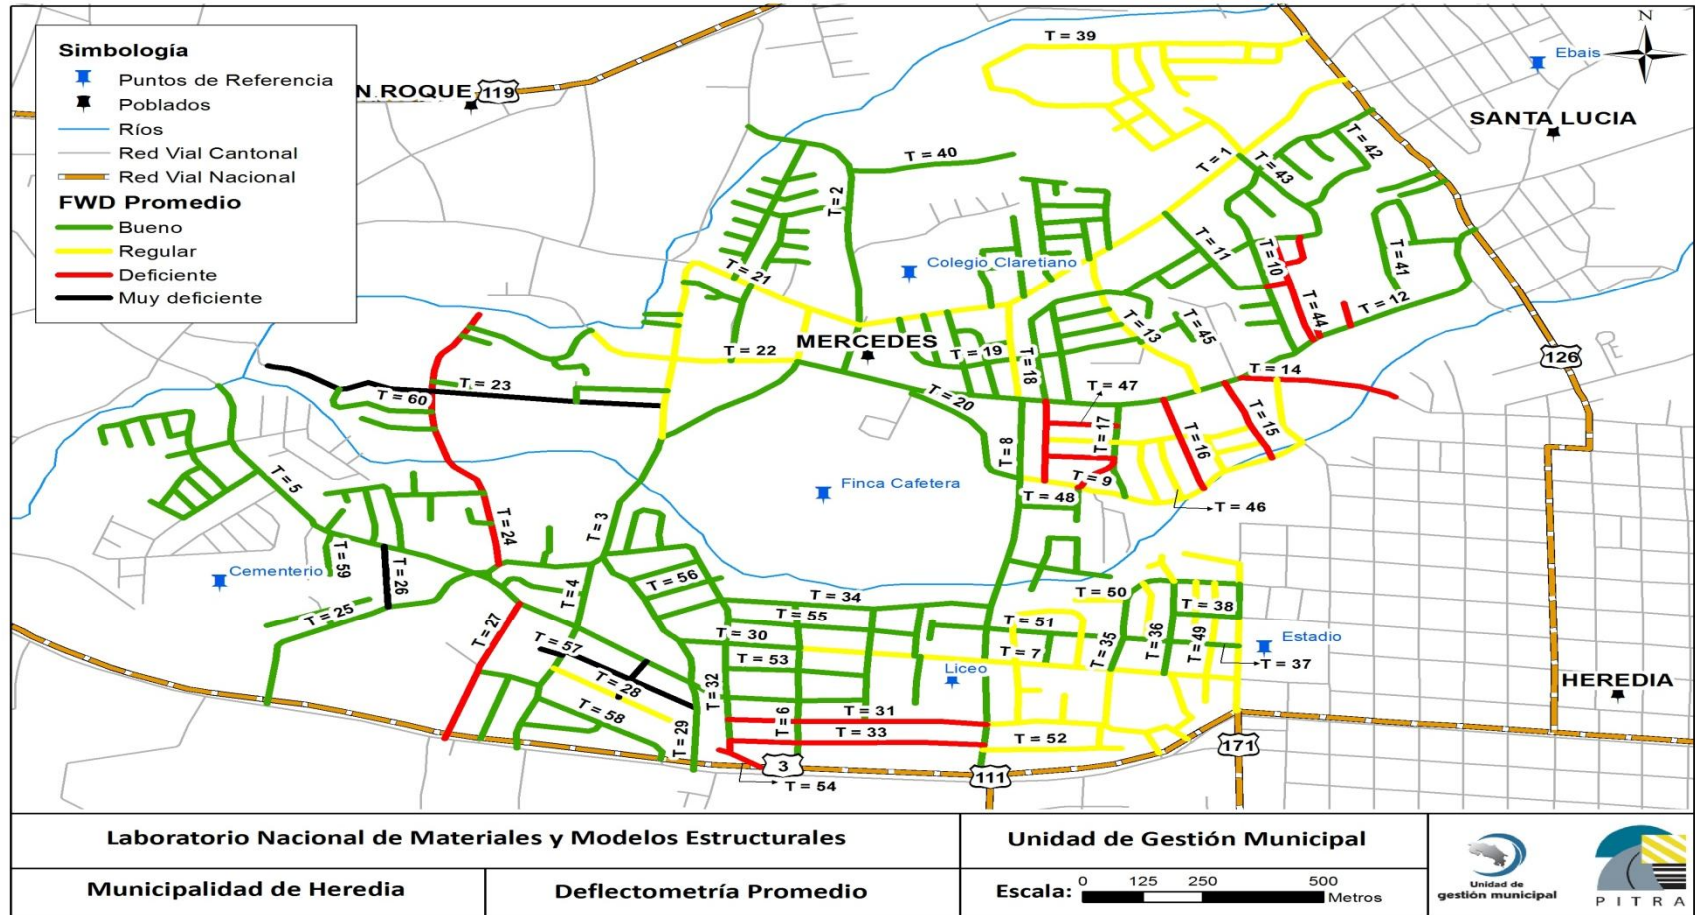 Simbología
Puntos de Referencia
Poblados
Ríos
Red Vial Cantonal
Red Vial Nacional
FWD Promedio
Bueno
Regular
Deficiente
Muy deficiente
N. ROQUE
119
T = 39
N
Ebais
SANTA LUCIA
T = 40
T = 2
T = 1
T = 42
T = 43
T = 11
T = 10
T = 41
T = 12
T = 44
T = 21
Colegio Claretiano
T = 13
T = 45
MERCEDES
T = 22
T = 19
T = 18
126
T = 14
T = 47
T = 23
T = 60
T = 20
T = 8
T = 17
T = 16
T = 15
T = 9
T = 48
T = 46
Finca Cafetera
T = 5
T = 24
T = 3
T = 59
T = 26
T = 25
Cementerio
T = 4
T = 56
T = 34
T = 55
T = 30
T = 53
T = 50
T = 51
T = 7
T = 35
T = 36
T = 38
T = 49
T = 37
Estadio
Liceo
HEREDIA
T = 27
T = 57
T = 28
T = 58
T = 29
T = 32
T = 6
T = 31
T = 33
T = 52
T = 54
3
111
171
Laboratorio Nacional de Materiales y Modelos Estructurales
Unidad de Gestión Municipal
Municipalidad de Heredia
Deflectometría Promedio
Escala:
0 125 250 500
Metros
Unidad de
gestión municipal
PITRA